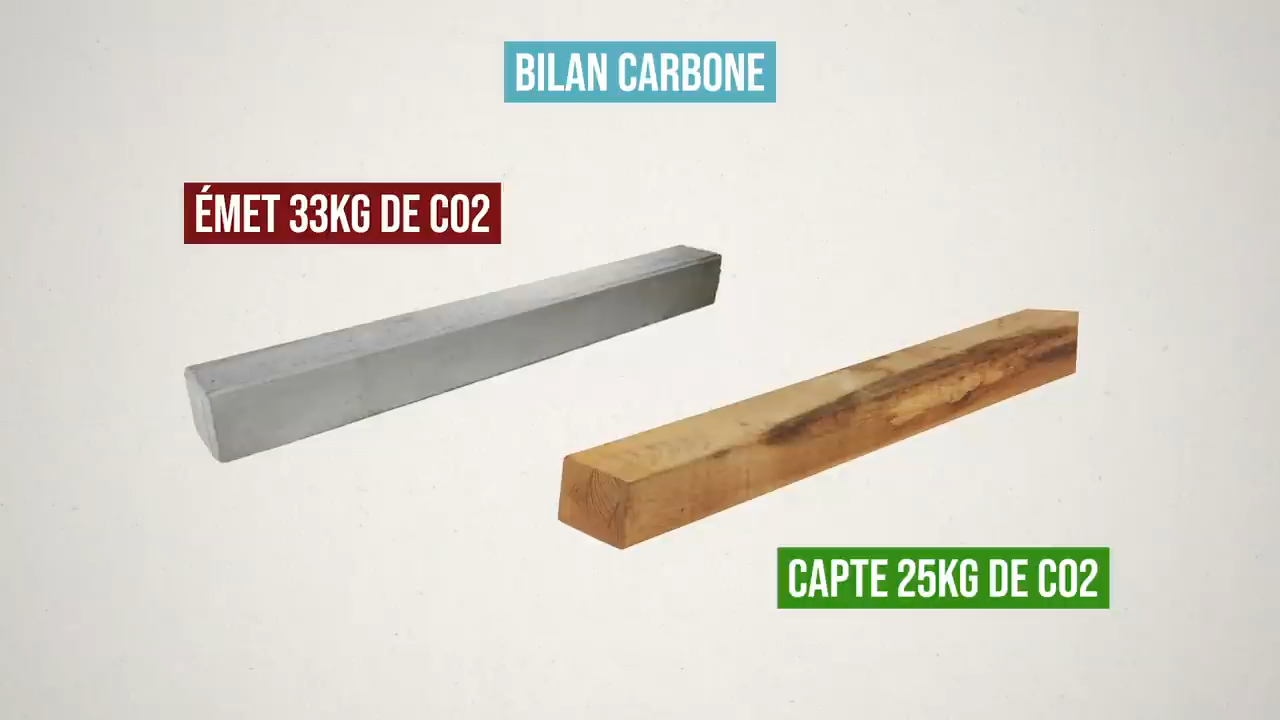 BILAN CARBONE
ÉMET 33KG DE CO2
CAPTE 25KG DE CO2